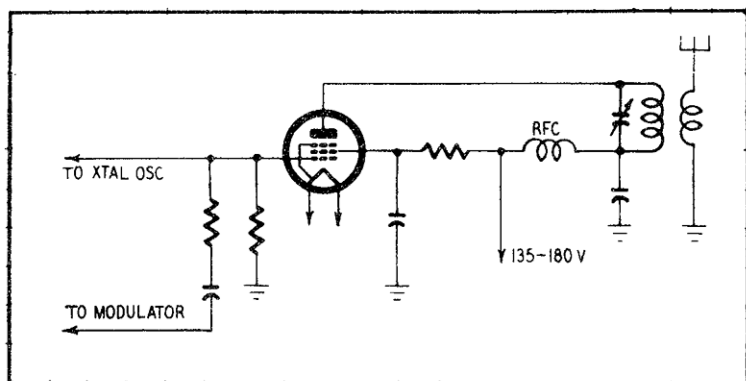 RFC
TO XTAL OSC
135-180 V
TO MODULATOR